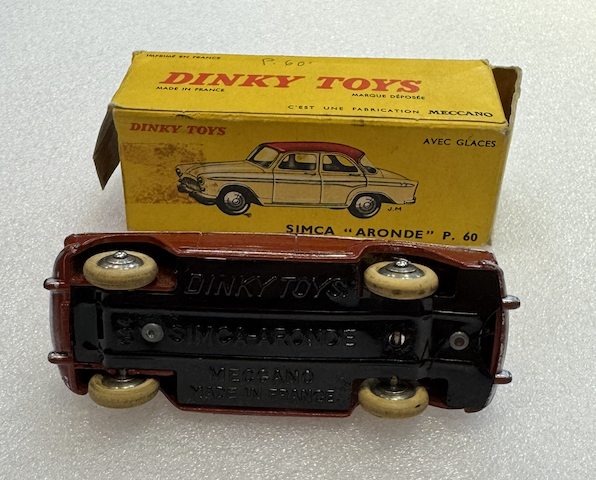 IMPRIMÉ EN FRANCE
P. 60.
DINKY TOYS
MADE IN FRANCE
MARQUE DÉPOSÉE
C'EST UNE FABRICATION MECCANO
DINKY TOYS
AVEC GLACES
J.M
SIMCA "ARONDE" P. 60
DINKY TOYS
SIMCA-ARONDE
MECCANO
MADE IN FRANCE